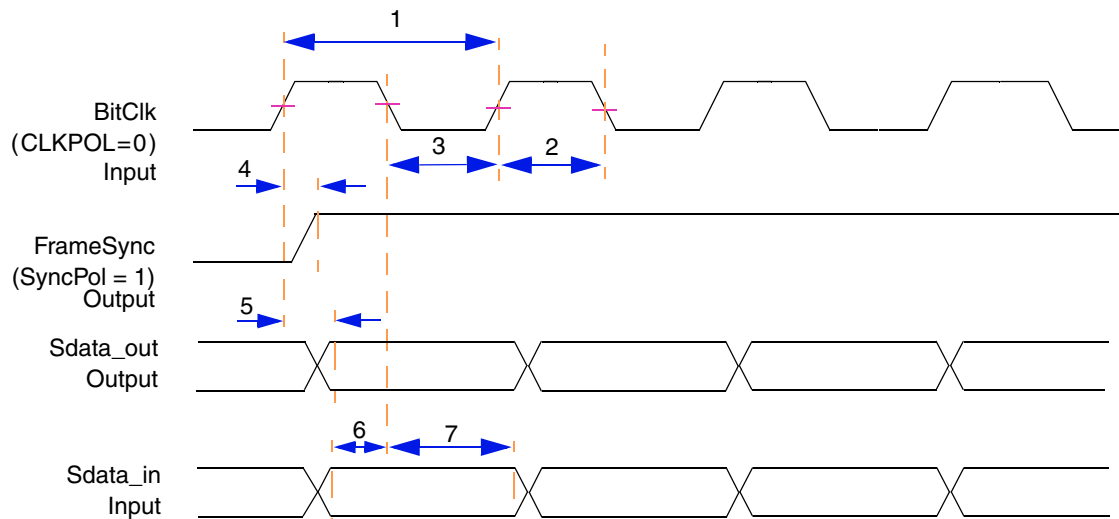 1
BitClk
(CLKPOL=0)
Input
3
2
4
FrameSync
(SyncPol = 1)
Output
5
Sdata_out
Output
6
7
Sdata_in
Input